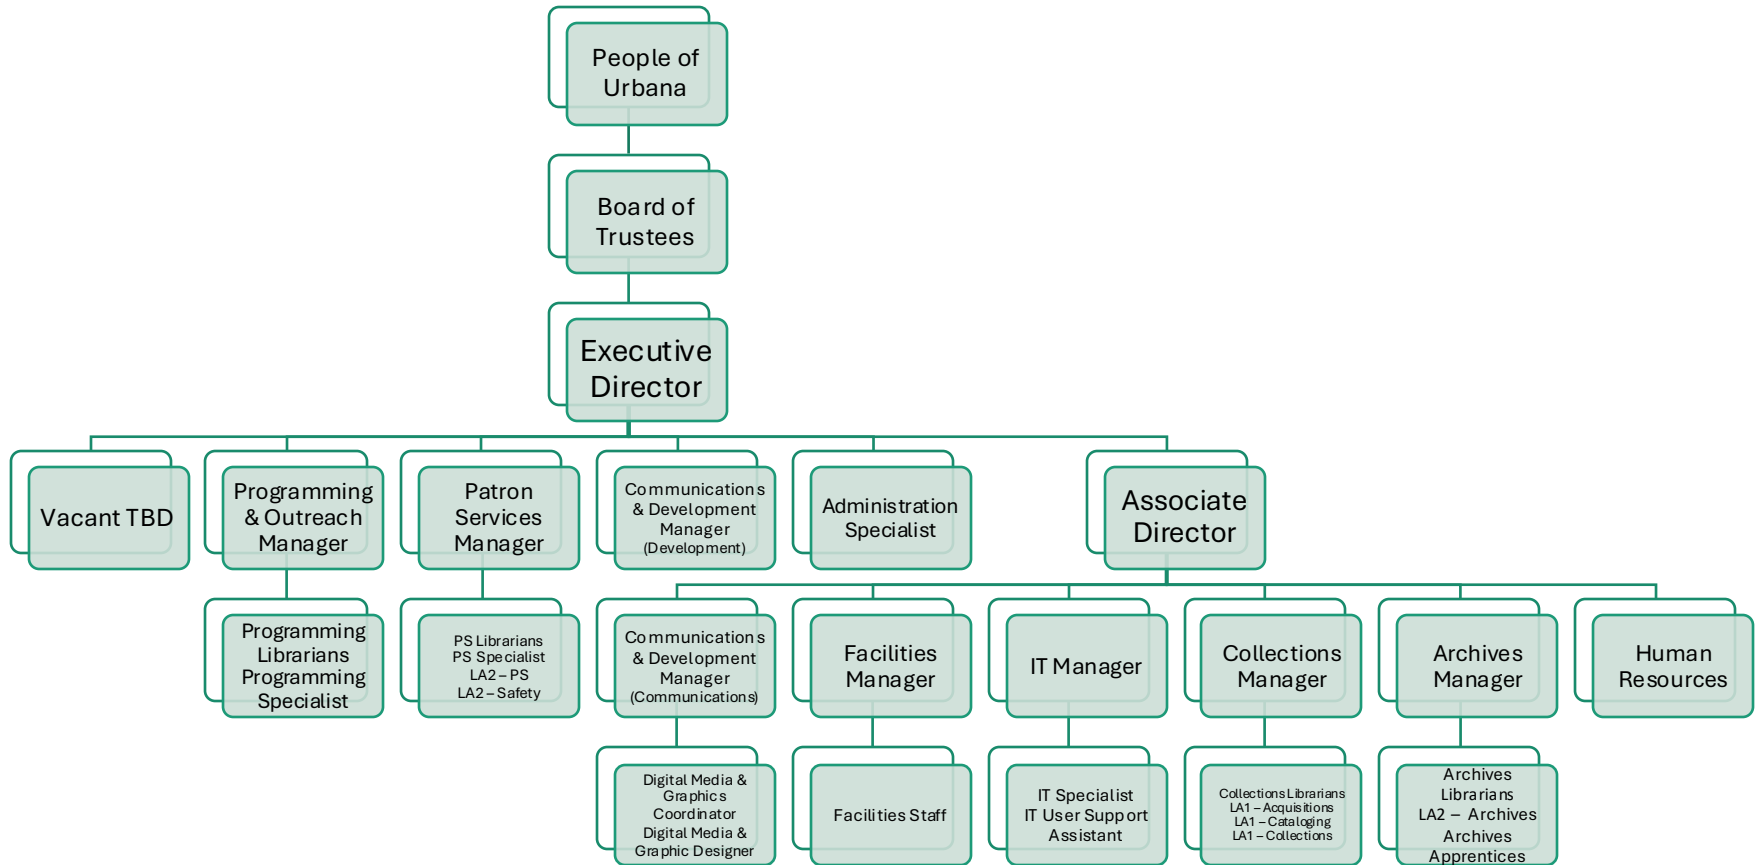 People of
Urbana
Board of
Trustees
Executive
Director
Vacant TBD
Programming
& Outreach
Manager
Patron
Services
Manager
Communications
& Development
Manager
(Development)
Administration
Specialist
Associate
Director
Programming
Librarians
Programming
Specialist
PS Librarians
PS Specialist
LA2 – PS
LA2 – Safety
Communications
& Development
Manager
(Communications)
Facilities
Manager
IT Manager
Collections
Manager
Archives
Manager
Human
Resources
Digital Media &
Graphics
Coordinator
Digital Media &
Graphic Designer
Facilities Staff
IT Specialist
IT User Support
Assistant
Collections Librarians
LA1 – Acquisitions
LA1 – Cataloging
LA1 – Collections
Archives
Librarians
LA2 – Archives
Archives
Apprentices